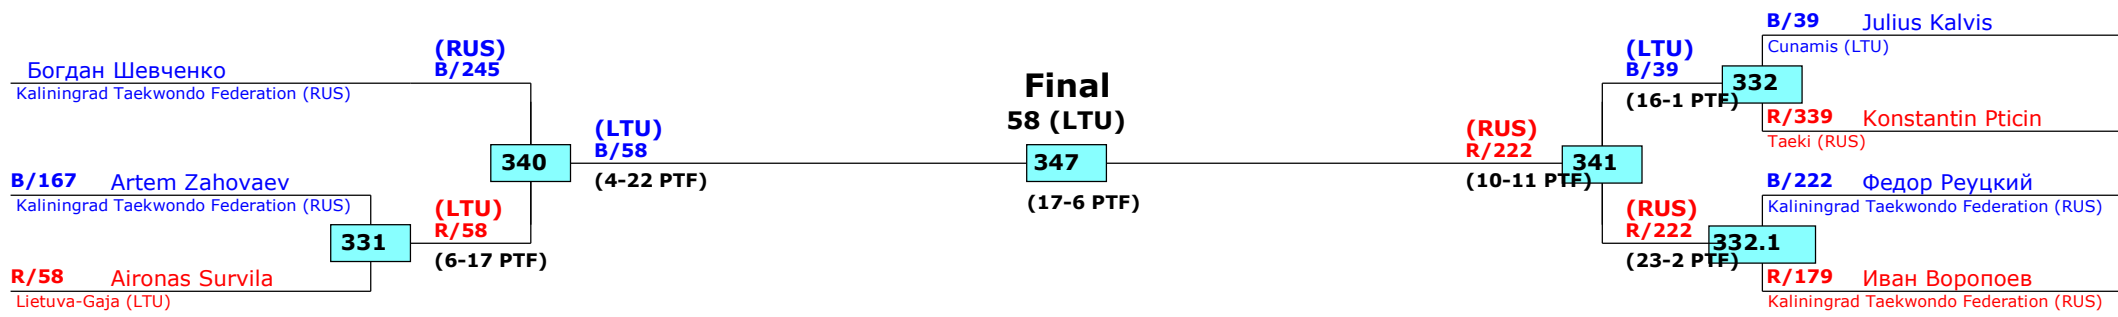 Богдан Шевченко
Kaliningrad Taekwondo Federation (RUS)
(RUS)
B/245
B/167 Artem Zahovaev
Kaliningrad Taekwondo Federation (RUS)
331
R/58 Aironas Survila
Lietuva-Gaja (LTU)
(LTU)
R/58
(6-17 PTF)
340
(LTU)
B/58
(4-22 PTF)
Final
58 (LTU)
347
(17-6 PTF)
(RUS)
R/222
(10-11 PTF)
341
(LTU)
B/39
(16-1 PTF)
332
B/39 Julius Kalvis
Cunamis (LTU)
R/339 Konstantin Pticin
Taeki (RUS)
(RUS)
R/222
(23-2 PTF)
332.1
B/222 Федор Реуцкий
Kaliningrad Taekwondo Federation (RUS)
R/179 Иван Воропоев
Kaliningrad Taekwondo Federation (RUS)